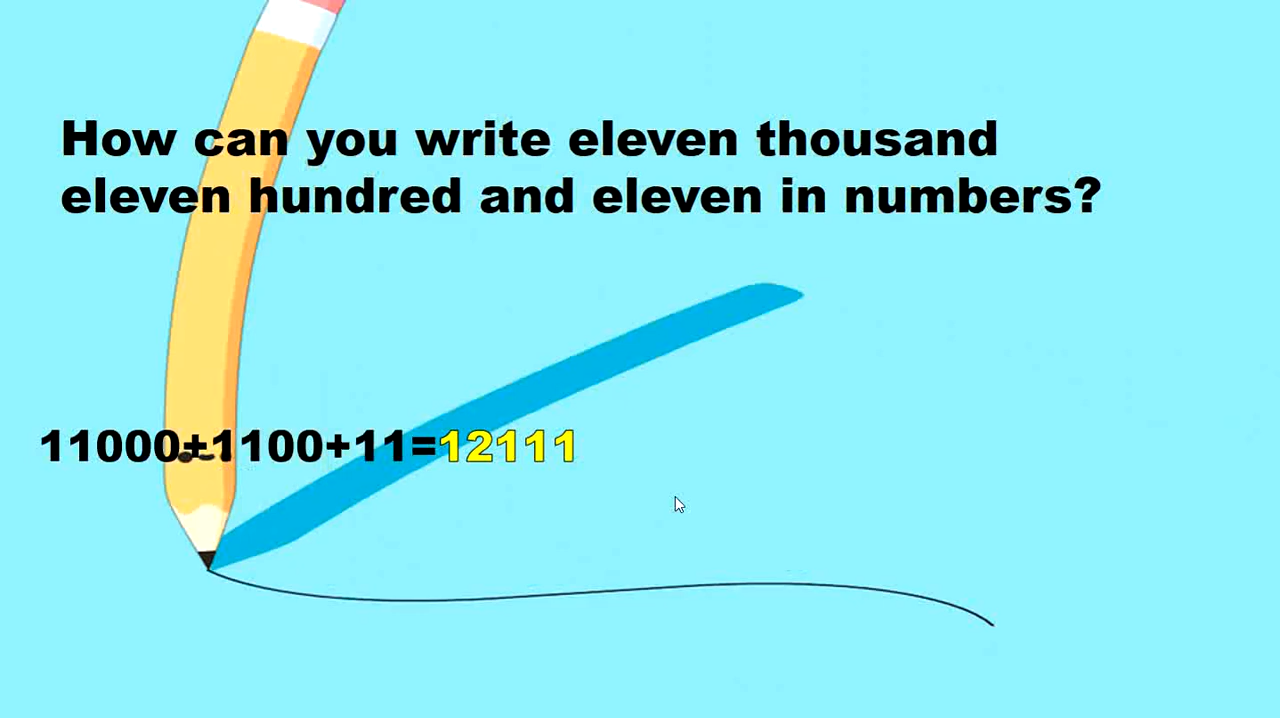 How can you write eleven thousand
eleven hundred and eleven in numbers?
11000+1100+11=12111